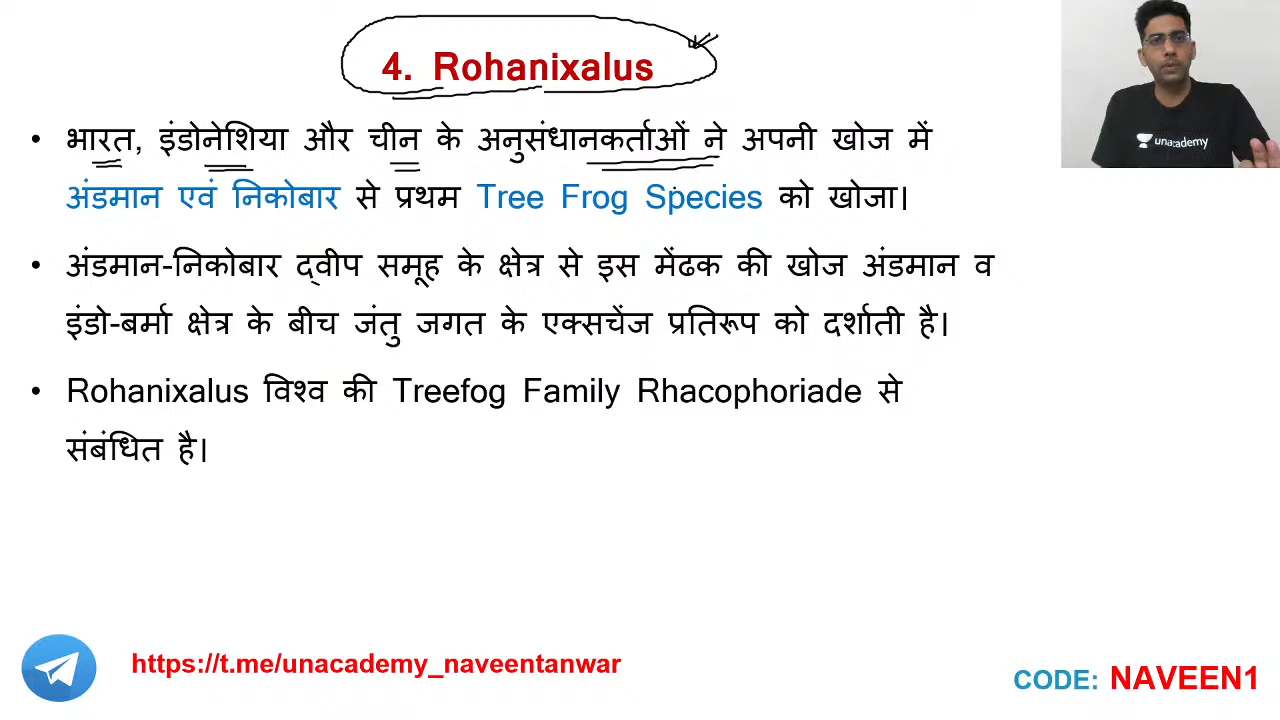 4. Rohanixalus
unacademy
• भारत, इंडोनेशिया और चीन के अनुसंधानकर्ताओं ने अपनी खोज में
अंडमान एवं निकोबार से प्रथम Tree Frog Species को खोजा।
• अंडमान-निकोबार द्वीप समूह के क्षेत्र से इस मेंढक की खोज अंडमान व
इंडो-बर्मा क्षेत्र के बीच जंतु जगत के एक्सचेंज प्रतिरूप को दर्शाती है।
• Rohanixalus विश्व की Treefog Family Rhacophoriade से
संबंधित है।
https://t.me/unacademy_naveentanwar
CODE: NAVEEN1